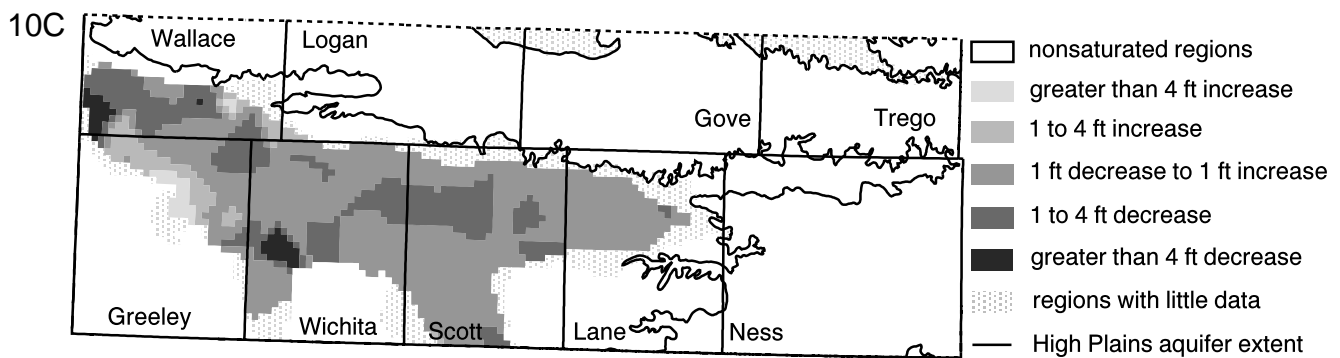 10C
Wallace
Logan
Gove
Trego
Greeley
Wichita
Scott
Lane
Ness
nonsaturated regions
greater than 4 ft increase
1 to 4 ft increase
1 ft decrease to 1 ft increase
1 to 4 ft decrease
greater than 4 ft decrease
regions with little data
High Plains aquifer extent